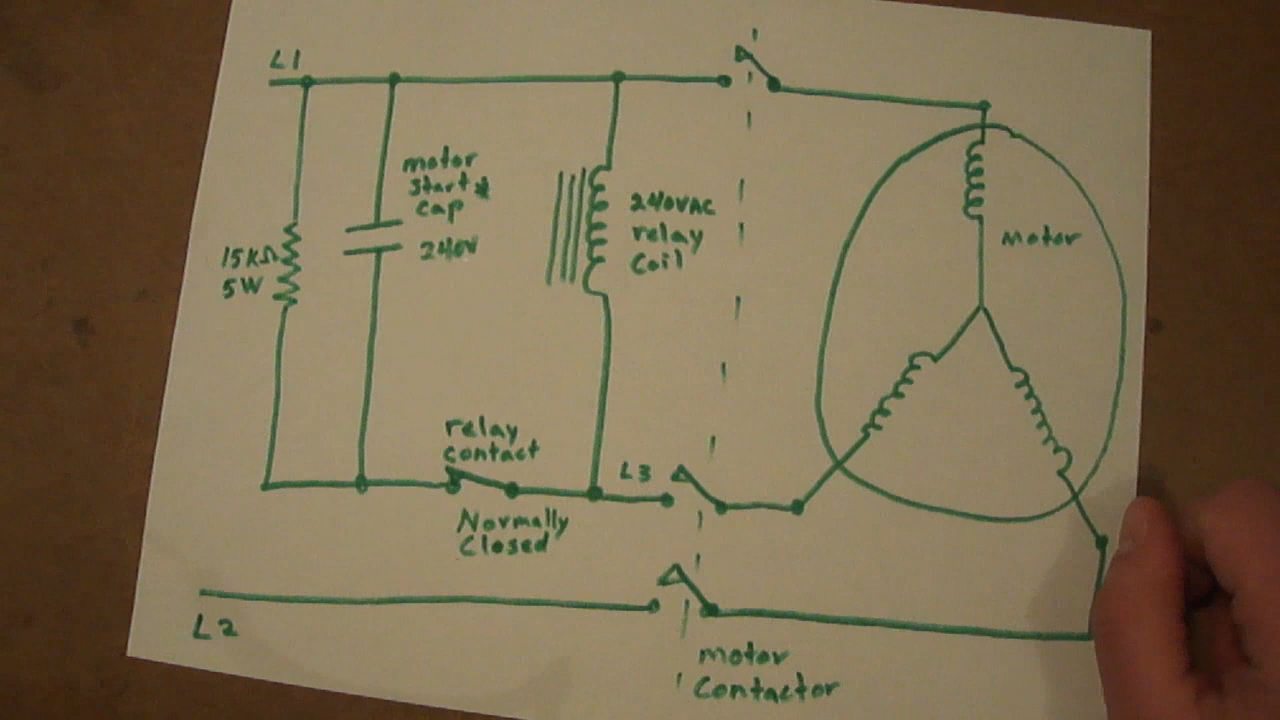 L1
motor
start
cap
240V
15kΩ
5W
240VAC
relay
coil
Motor
relay
contact
Normally
Closed
L3
L2
motor
Contactor